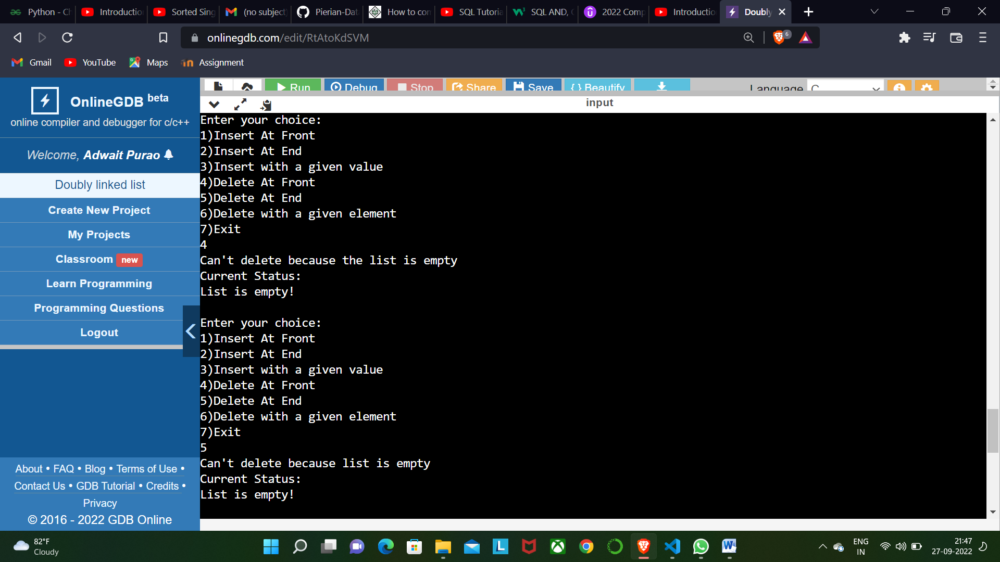 Python - Ch
Introduction
Sorted Sing
(no subject)
Pierian-Data
How to con
SQL Tutoria
SQL AND, O
2022 Comp
Introductio
Doubly
onlinegdb.com/edit/RtAtoKdSVM
6
Gmail
YouTube
Maps
Assignment
OnlineGDB beta
online compiler and debugger for c/c++
Welcome, Adwait Purao
Doubly linked list
Create New Project
My Projects
Classroom new
Learn Programming
Programming Questions
Logout
About • FAQ • Blog • Terms of Use •
Contact Us • GDB Tutorial • Credits •
Privacy
© 2016 - 2022 GDB Online
Run
Debug
Stop
Share
Save
{ } Beautify
Language C
input
Enter your choice:
1)Insert At Front
2)Insert At End
3)Insert with a given value
4)Delete At Front
5)Delete At End
6)Delete with a given element
7)Exit
4
Can't delete because the list is empty
Current Status:
List is empty!
Enter your choice:
1)Insert At Front
2)Insert At End
3)Insert with a given value
4)Delete At Front
5)Delete At End
6)Delete with a given element
7)Exit
5
Can't delete because list is empty
Current Status:
List is empty!
82°F
Cloudy
ENG
IN
21:47
27-09-2022